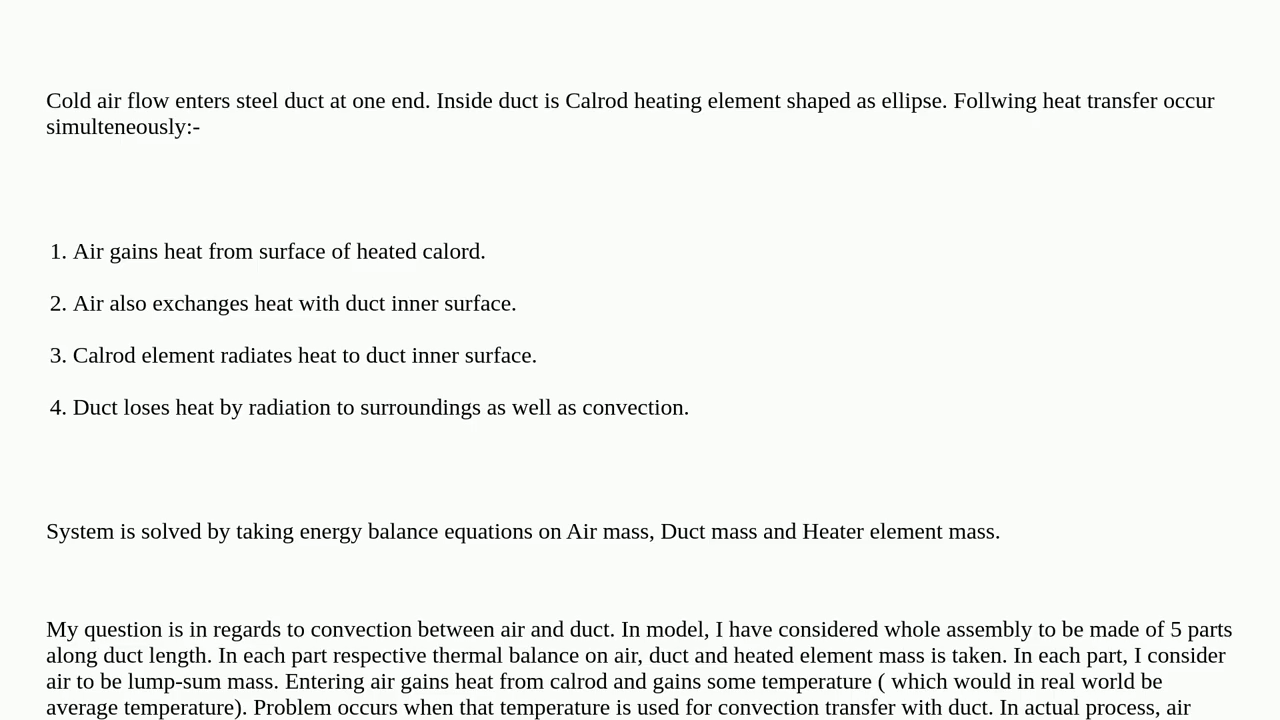 Cold air flow enters steel duct at one end. Inside duct is Calrod heating element shaped as ellipse. Follwing heat transfer occur
simulteneously:-
1. Air gains heat from surface of heated calord.
2. Air also exchanges heat with duct inner surface.
3. Calrod element radiates heat to duct inner surface.
4. Duct loses heat by radiation to surroundings as well as convection.
System is solved by taking energy balance equations on Air mass, Duct mass and Heater element mass.
My question is in regards to convection between air and duct. In model, I have considered whole assembly to be made of 5 parts
along duct length. In each part respective thermal balance on air, duct and heated element mass is taken. In each part, I consider
air to be lump-sum mass. Entering air gains heat from calrod and gains some temperature ( which would in real world be
average temperature). Problem occurs when that temperature is used for convection transfer with duct. In actual process, air